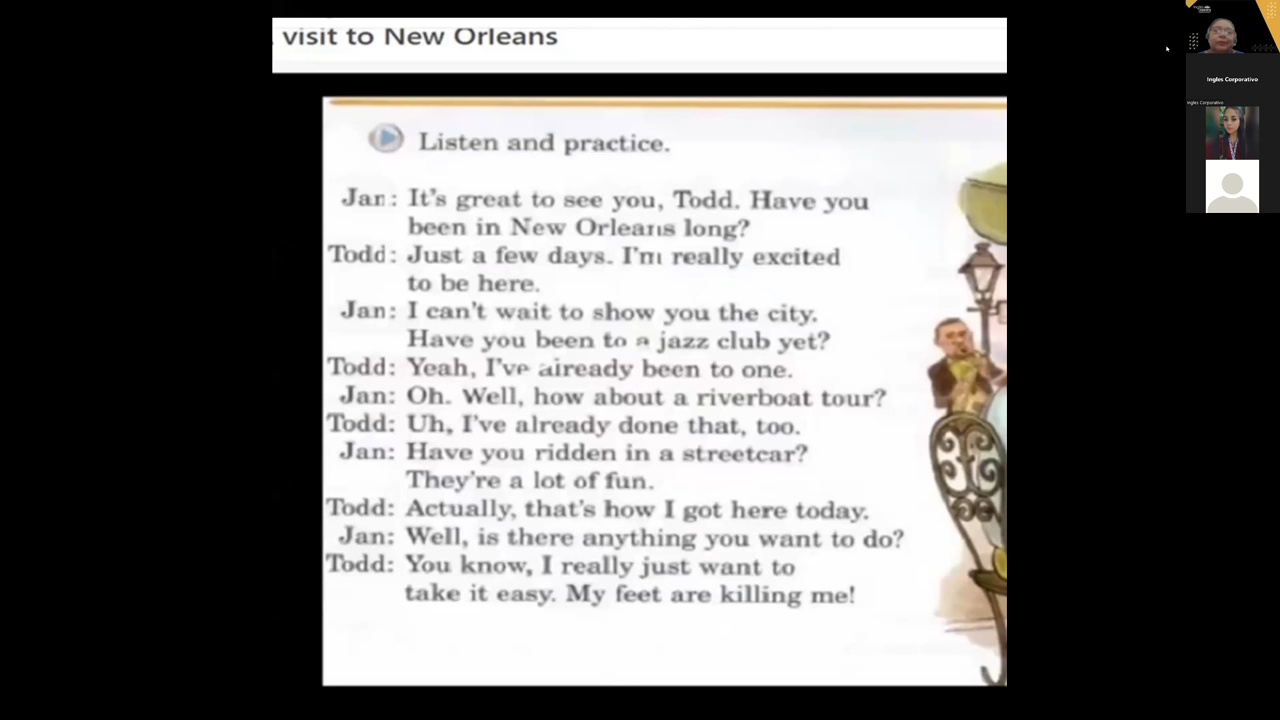 visit to New Orleans
Listen and practice.
Jan: It's great to see you, Todd. Have you
been in New Orleans long?
Todd: Just a few days. I'm really excited
to be here.
Jan: I can't wait to show you the city.
Have you been to a jazz club yet?
Todd: Yeah, I've already been to one.
Jan: Oh. Well, how about a riverboat tour?
Todd: Uh, I've already done that, too.
Jan: Have you ridden in a streetcar?
They're a lot of fun.
Todd: Actually, that's how I got here today.
Jan: Well, is there anything you want to do?
Todd: You know, I really just want to
take it easy. My feet are killing me!
Ingles Corporativo
Ingles Corporativo